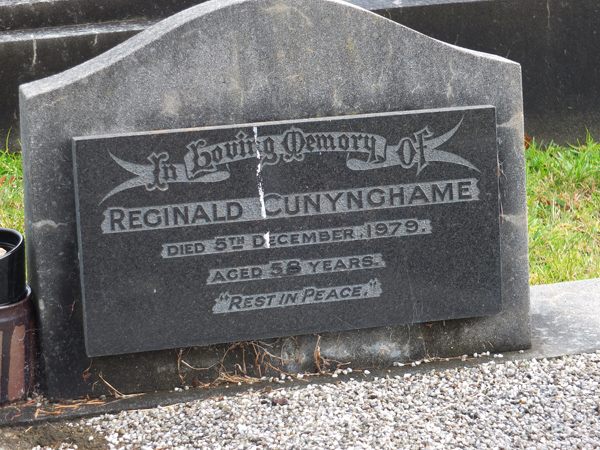 In Loving Memory of
REGINALD CUNYNGHAME
DIED 5TH DECEMBER, 1979.
AGED 58 YEARS.
"REST IN PEACE."